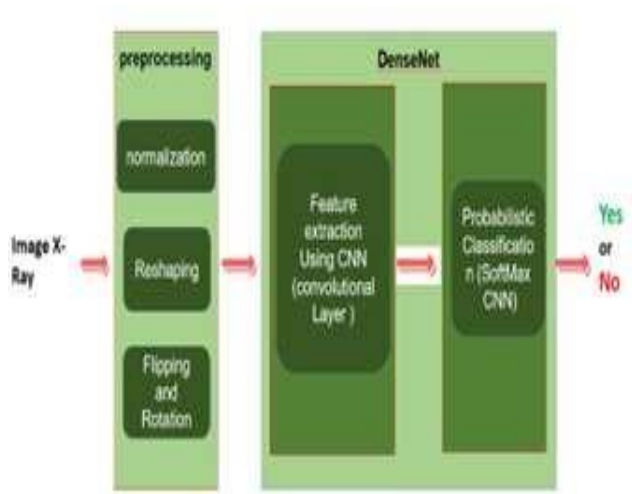 preprocessing
DenseNet
normalization
Reshaping
Flipping
and
Rotation
Image X-
Ray
Feature
extraction
Using CNN
(convolutional
Layer )
Probabilistic
Classificatio
n (SoftMax
CNN)
Yes
or
No